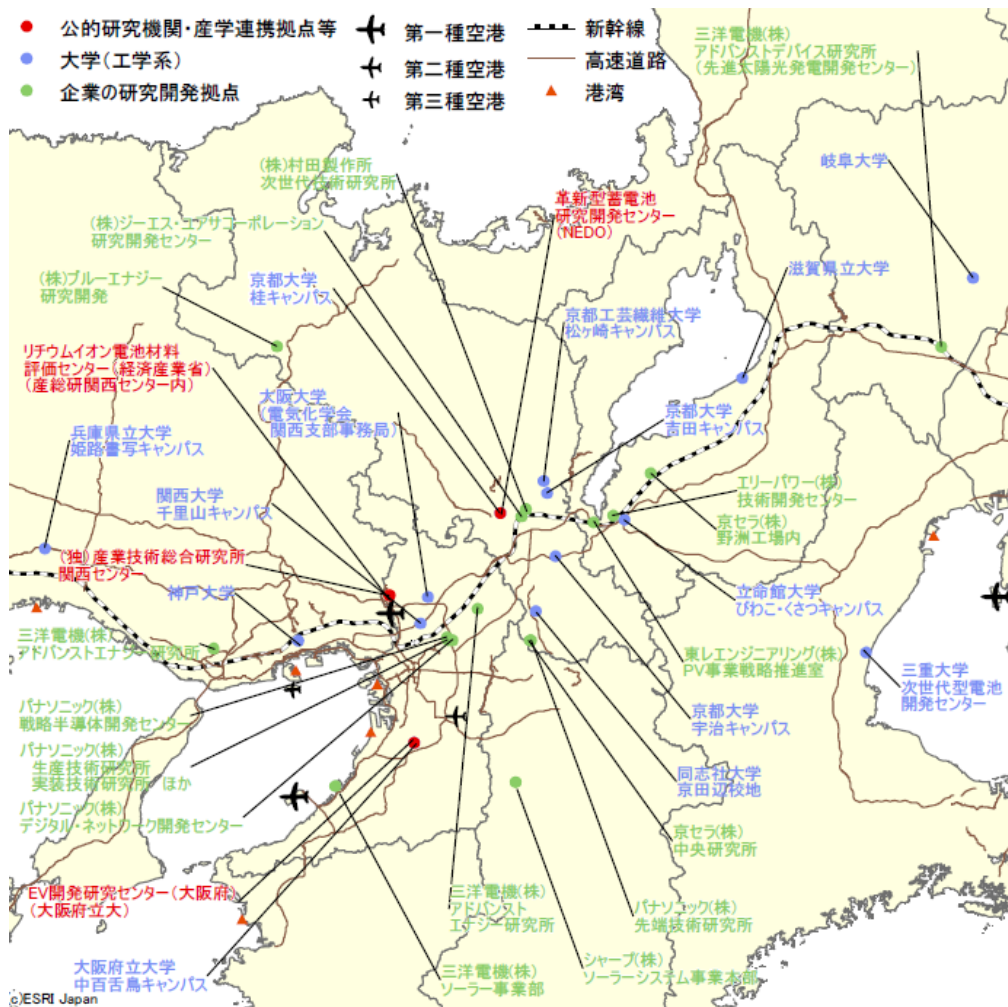 公的研究機関・産学連携拠点等
大学(工学系)
企業の研究開発拠点
第一種空港
第二種空港
第三種空港
新幹線
高速道路
港湾
三洋電機(株)
アドバンストデバイス研究所
(先進太陽光発電開発センター)
岐阜大学
(株)村田製作所
次世代技術研究所
革新型蓄電池
研究開発センター
(NEDO)
(株)ジーエス・ユアサコーポレーション
研究開発センター
(株)ブルーエナジー
研究開発
京都大学
桂キャンパス
滋賀県立大学
京都工芸繊維大学
松ヶ崎キャンパス
リチウムイオン電池材料
評価センター(経済産業省)
(産総研関西センター内)
大阪大学
(電気化学会
関西支部事務局)
京都大学
吉田キャンパス
兵庫県立大学
姫路書写キャンパス
関西大学
千里山キャンパス
エリーパワー(株)
技術開発センター
京セラ(株)
野洲工場内
(独)産業技術総合研究所
関西センター
神戸大学
立命館大学
びわこ・くさつキャンパス
三洋電機(株)
アドバンストエナジー研究所
東レエンジニアリング(株)
PV事業戦略推進室
三重大学
次世代型電池
開発センター
パナソニック(株)
戦略半導体開発センター
京都大学
宇治キャンパス
パナソニック(株)
生産技術研究所
実装技術研究所 ほか
同志社大学
京田辺校地
パナソニック(株)
デジタル・ネットワーク開発センター
京セラ(株)
中央研究所
EV開発研究センター(大阪府)
(大阪府立大)
三洋電機(株)
アドバンスト
エナジー研究所
パナソニック(株)
先端技術研究所
大阪府立大学
中百舌鳥キャンパス
三洋電機(株)
ソーラー事業部
シャープ(株)
ソーラーシステム事業本部
(c)ESRI Japan